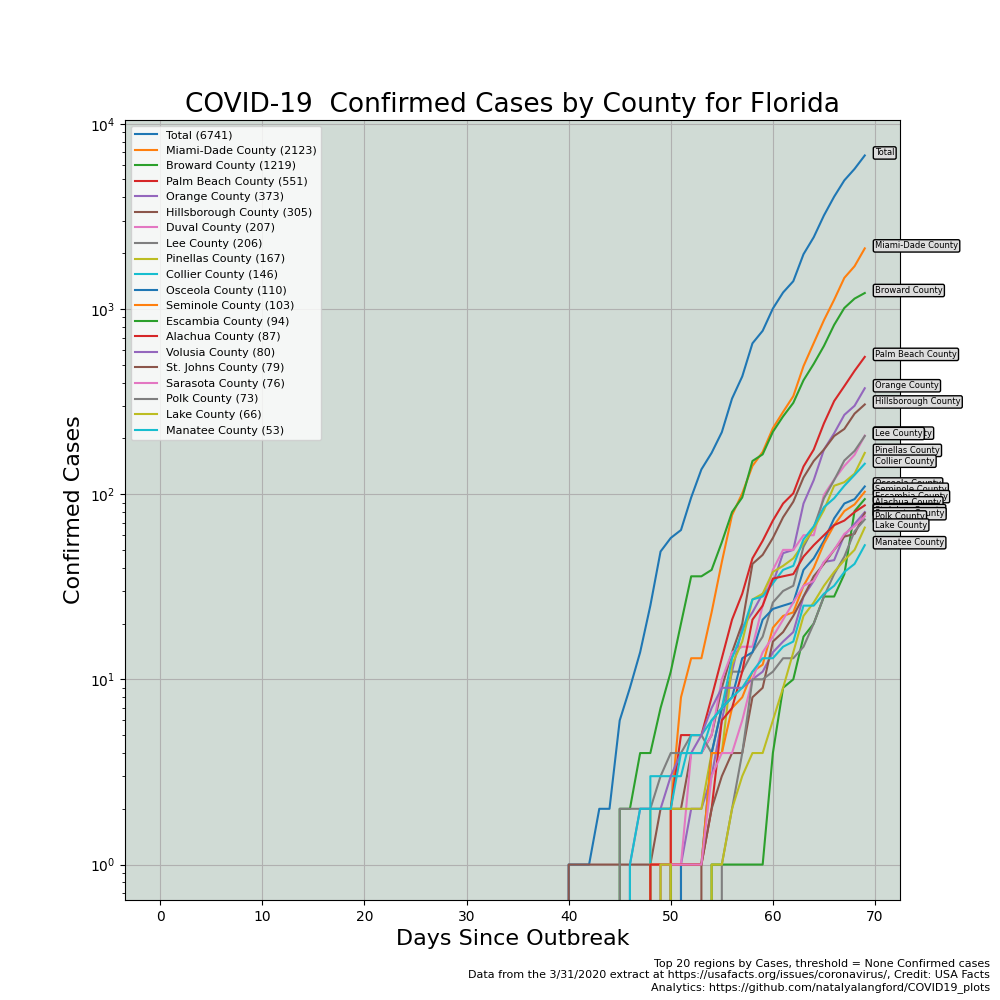 COVID-19  Confirmed Cases by County for Florida
Total (6741)
Miami-Dade County (2123)
Broward County (1219)
Palm Beach County (551)
Orange County (373)
Hillsborough County (305)
Duval County (207)
Lee County (206)
Pinellas County (167)
Collier County (146)
Osceola County (110)
Seminole County (103)
Escambia County (94)
Alachua County (87)
Volusia County (80)
St. Johns County (79)
Sarasota County (76)
Polk County (73)
Lake County (66)
Manatee County (53)
Confirmed Cases
10⁴
10³
10²
10¹
10⁰
Total
Miami-Dade County
Broward County
Palm Beach County
Orange County
Hillsborough County
Lee County
Pinellas County
Collier County
Osceola County
Seminole County
Escambia County
Alachua County
Polk County
Lake County
Manatee County
0 10 20 30 40 50 60 70
Days Since Outbreak
Top 20 regions by Cases, threshold = None Confirmed cases
Data from the 3/31/2020 extract at https://usafacts.org/issues/coronavirus/, Credit: USA Facts
Analytics: https://github.com/natalyalangford/COVID19_plots